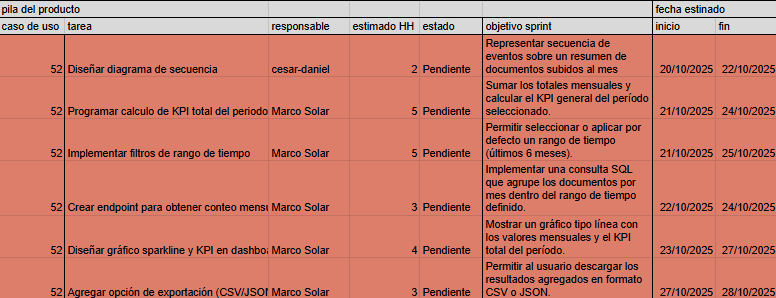 pila del producto fecha estinado
caso de uso tarea responsable estimado HH estado objetivo sprint inicio fin
Representar secuencia de
eventos sobre un resumen de
52 Diseñar diagrama de secuencia cesar-daniel 2 Pendiente documentos subidos al mes 20/10/2025 22/10/2025
Sumar los totales mensuales y
calcular el KPI general del período
52 Programar calculo de KPI total del periodo Marco Solar 5 Pendiente seleccionado. 21/10/2025 24/10/2025
Permitir seleccionar o aplicar por
defecto un rango de tiempo
52 Implementar filtros de rango de tiempo Marco Solar 5 Pendiente (últimos 6 meses). 21/10/2025 25/10/2025
Implementar una consulta SQL
que agrupe los documentos por
mes dentro del rango de tiempo
52 Crear endpoint para obtener conteo mensu Marco Solar 3 Pendiente definido. 22/10/2025 24/10/2025
Mostrar un gráfico tipo línea con
los valores mensuales y el KPI
52 Diseñar gráfico sparkline y KPI en dashboa Marco Solar 4 Pendiente total del período. 23/10/2025 27/10/2025
Permitir al usuario descargar los
resultados agregados en formato
52 Agregar opción de exportación (CSV/JSON Marco Solar 3 Pendiente CSV o JSON. 27/10/2025 28/10/2025